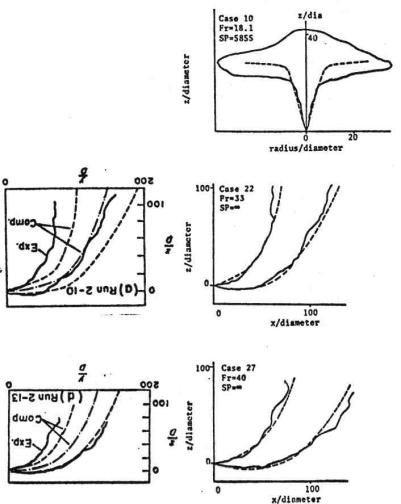 Case 10
Fr=18.1
SP=5855
z/dia
40
z/diameter
0
20
radius/diameter
0
x/D
200
100
Comp.
Exp.
z/D
(a) Run 2-10
100
Case 22
Fr=33
SP=∞
z/diameter
0
0
100
x/diameter
200
100
z/D
0
(d) Run 2-13
Comp
Exp.
0
x/D
200
100
Case 27
Fr=40
SP=∞
z/diameter
0
0
100
x/diameter